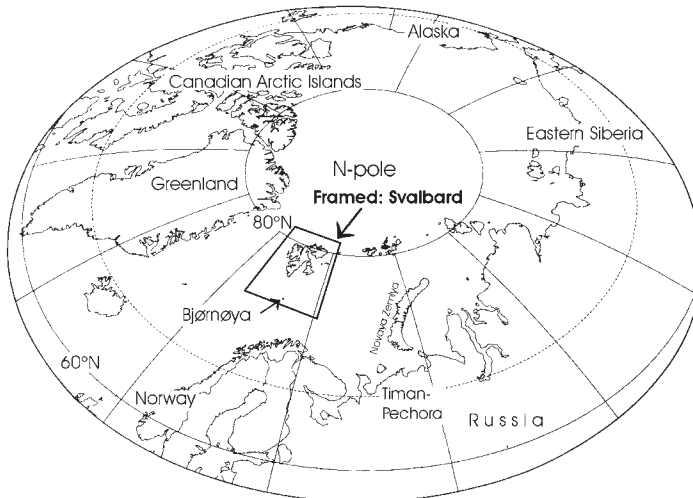 Alaska
Canadian Arctic Islands
Eastern Siberia
N-pole
Greenland
Framed: Svalbard
80°N
Novaya Zemlya
Bjørnøya
60°N
Norway
Timan-
Pechora
Russia